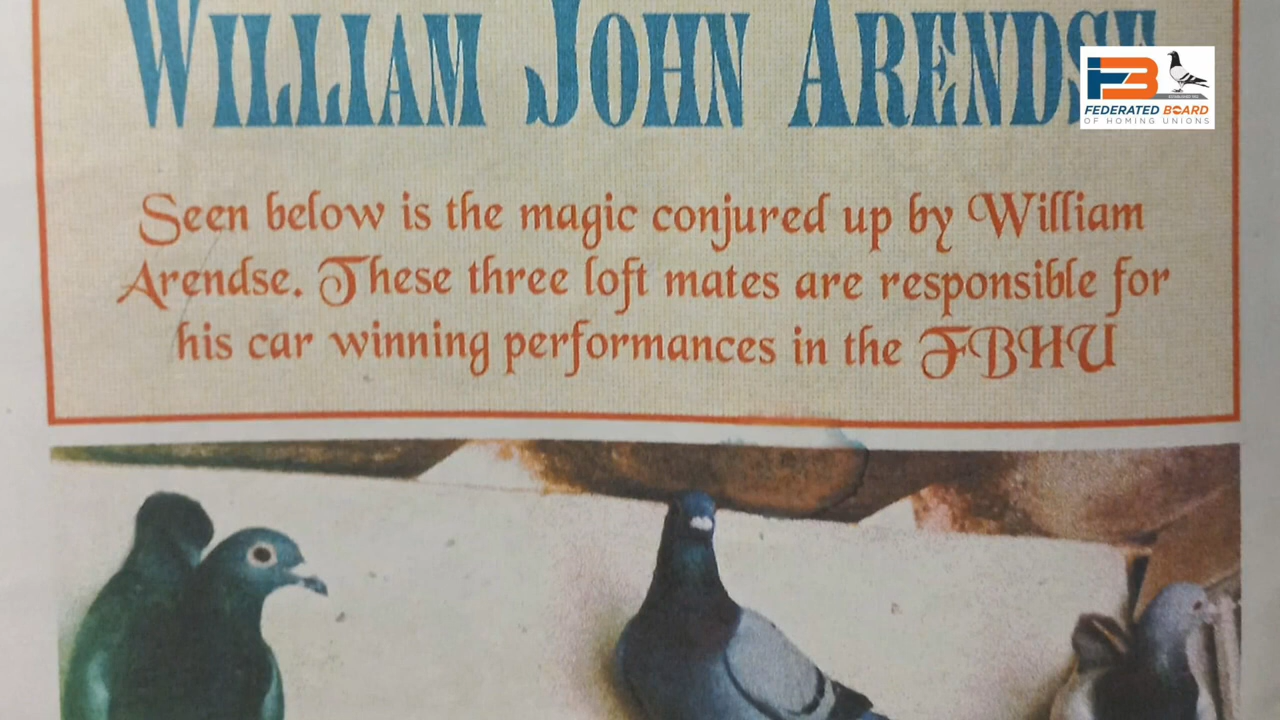 WILLIAM JOHN ARENDSE
FEDERATED BOARD
OF HOMING UNIONS
Seen below is the magic conjured up by William
Arendse. These three loft mates are responsible for
his car winning performances in the FBHU